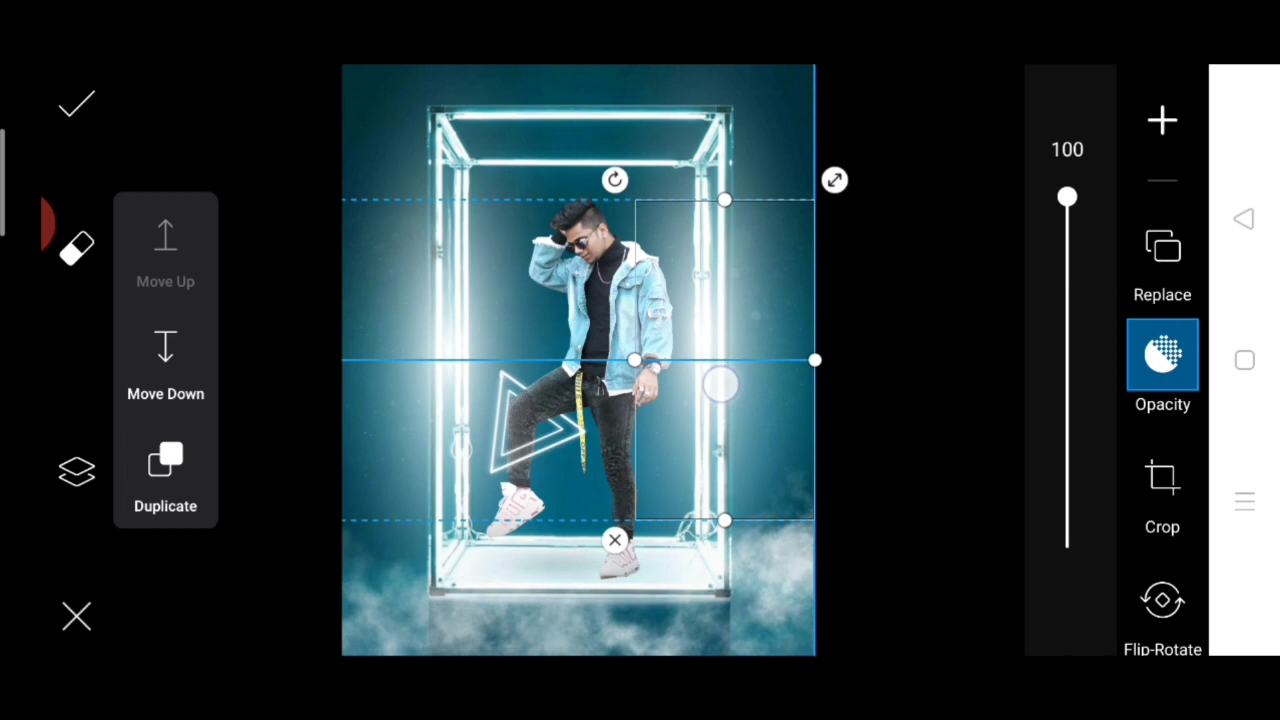 Move Up
Move Down
Duplicate
100
Replace
Opacity
Crop
Flip-Rotate